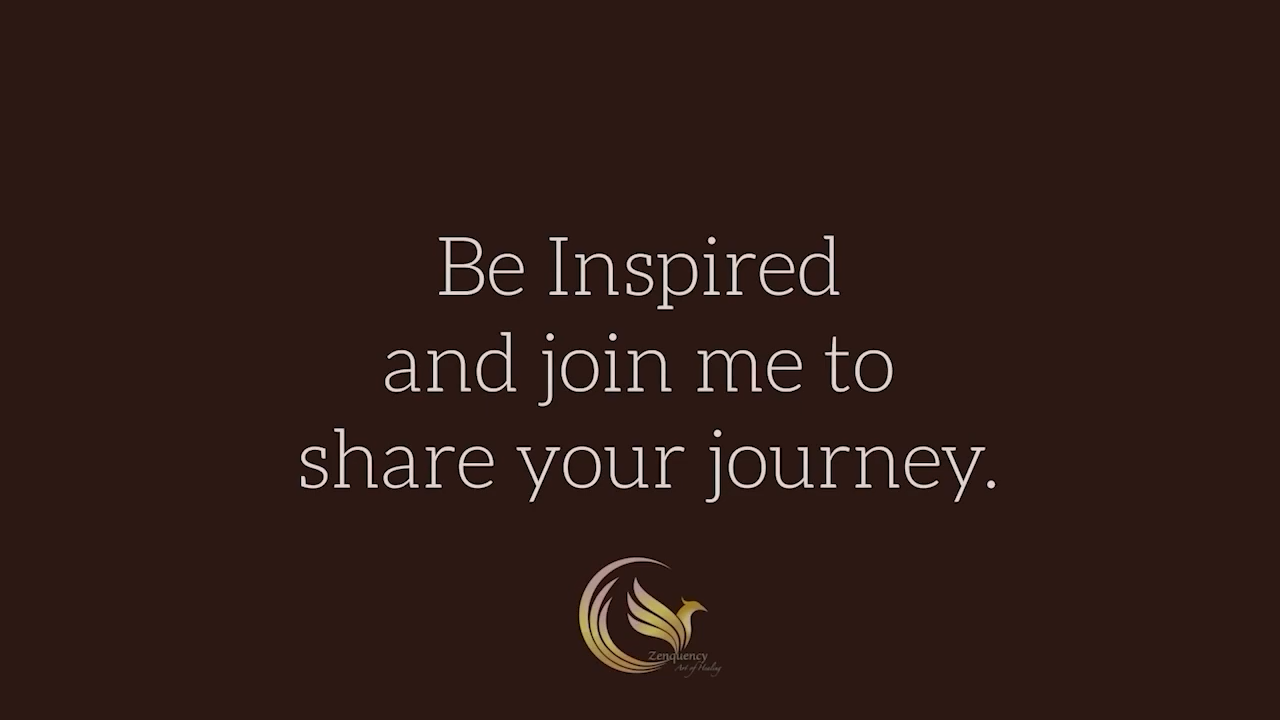 Be Inspired
and join me to
share your journey.
Zenquency
Art of Healing